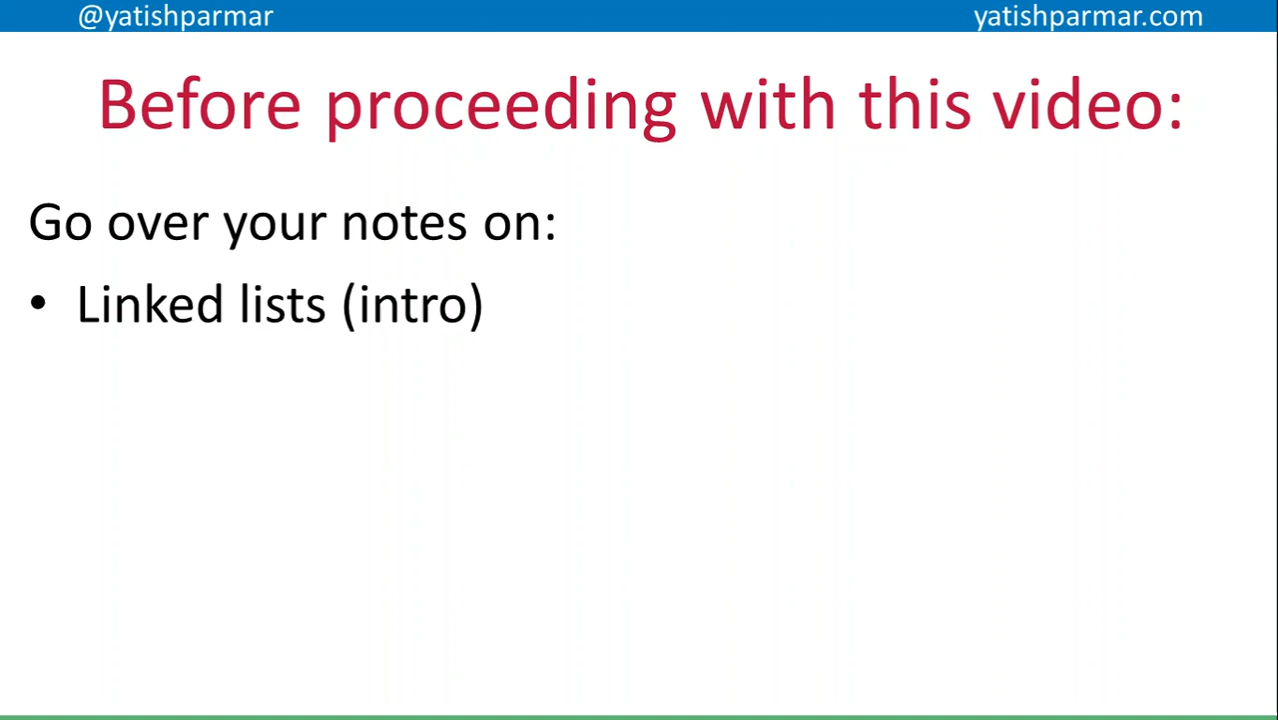 @yatishparmar yatishparmar.com
Before proceeding with this video:
Go over your notes on:
• Linked lists (intro)